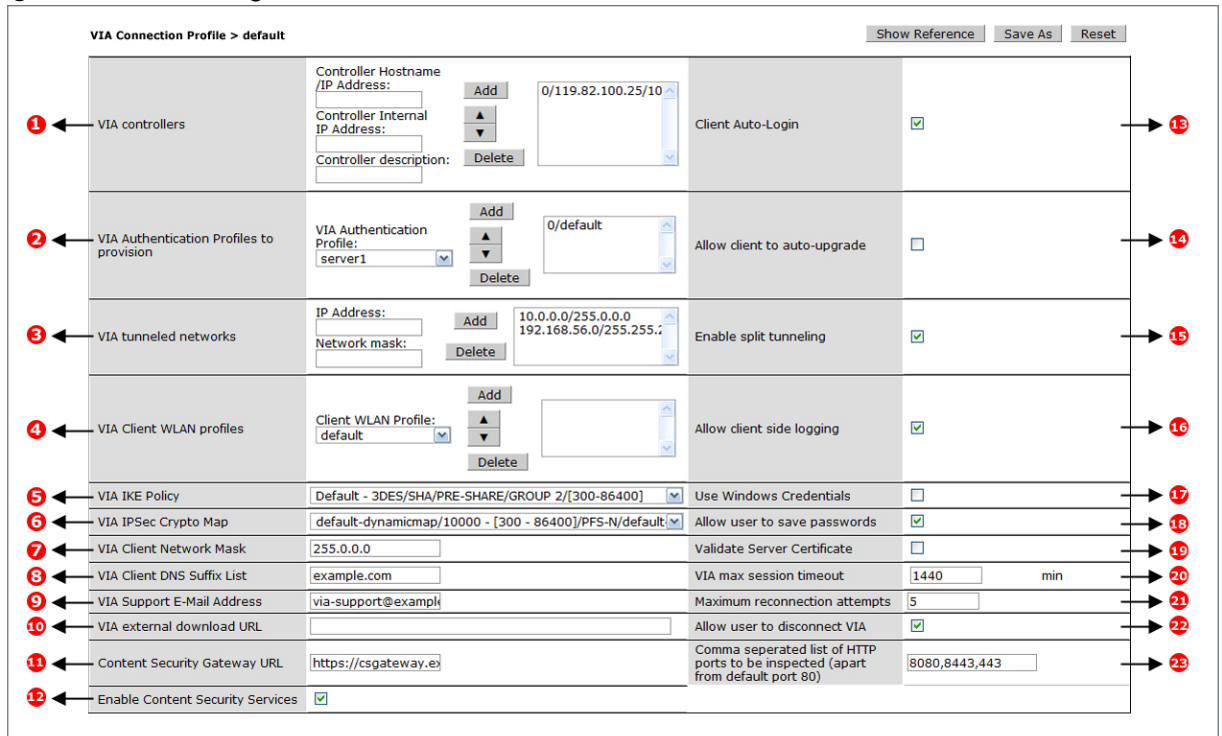 VIA Connection Profile > default
Show Reference
Save As
Reset
1
VIA controllers
Controller Hostname
/IP Address:
Controller Internal
IP Address:
Controller description:
Add
▲
▼
Delete
0/119.82.100.25/10
Client Auto-Login
13
2
VIA Authentication Profiles to
provision
VIA Authentication
Profile:
server1
Add
▲
▼
Delete
0/default
Allow client to auto-upgrade
14
3
VIA tunneled networks
IP Address:
Network mask:
Add
Delete
10.0.0.0/255.0.0.0
192.168.56.0/255.255.2
Enable split tunneling
15
4
VIA Client WLAN profiles
Client WLAN Profile:
default
Add
▲
▼
Delete
Allow client side logging
16
5
VIA IKE Policy
Default - 3DES/SHA/PRE-SHARE/GROUP 2/[300-86400]
Use Windows Credentials
17
6
VIA IPSec Crypto Map
default-dynamicmap/10000 - [300 - 86400]/PFS-N/default-
Allow user to save passwords
18
7
VIA Client Network Mask
255.0.0.0
Validate Server Certificate
19
8
VIA Client DNS Suffix List
example.com
VIA max session timeout
1440 min
20
9
VIA Support E-Mail Address
via-support@example
Maximum reconnection attempts
5
21
10
VIA external download URL
Allow user to disconnect VIA
22
11
Content Security Gateway URL
https://csgateway.ex
Comma seperated list of HTTP
ports to be inspected (apart
from default port 80)
8080,8443,443
23
12
Enable Content Security Services